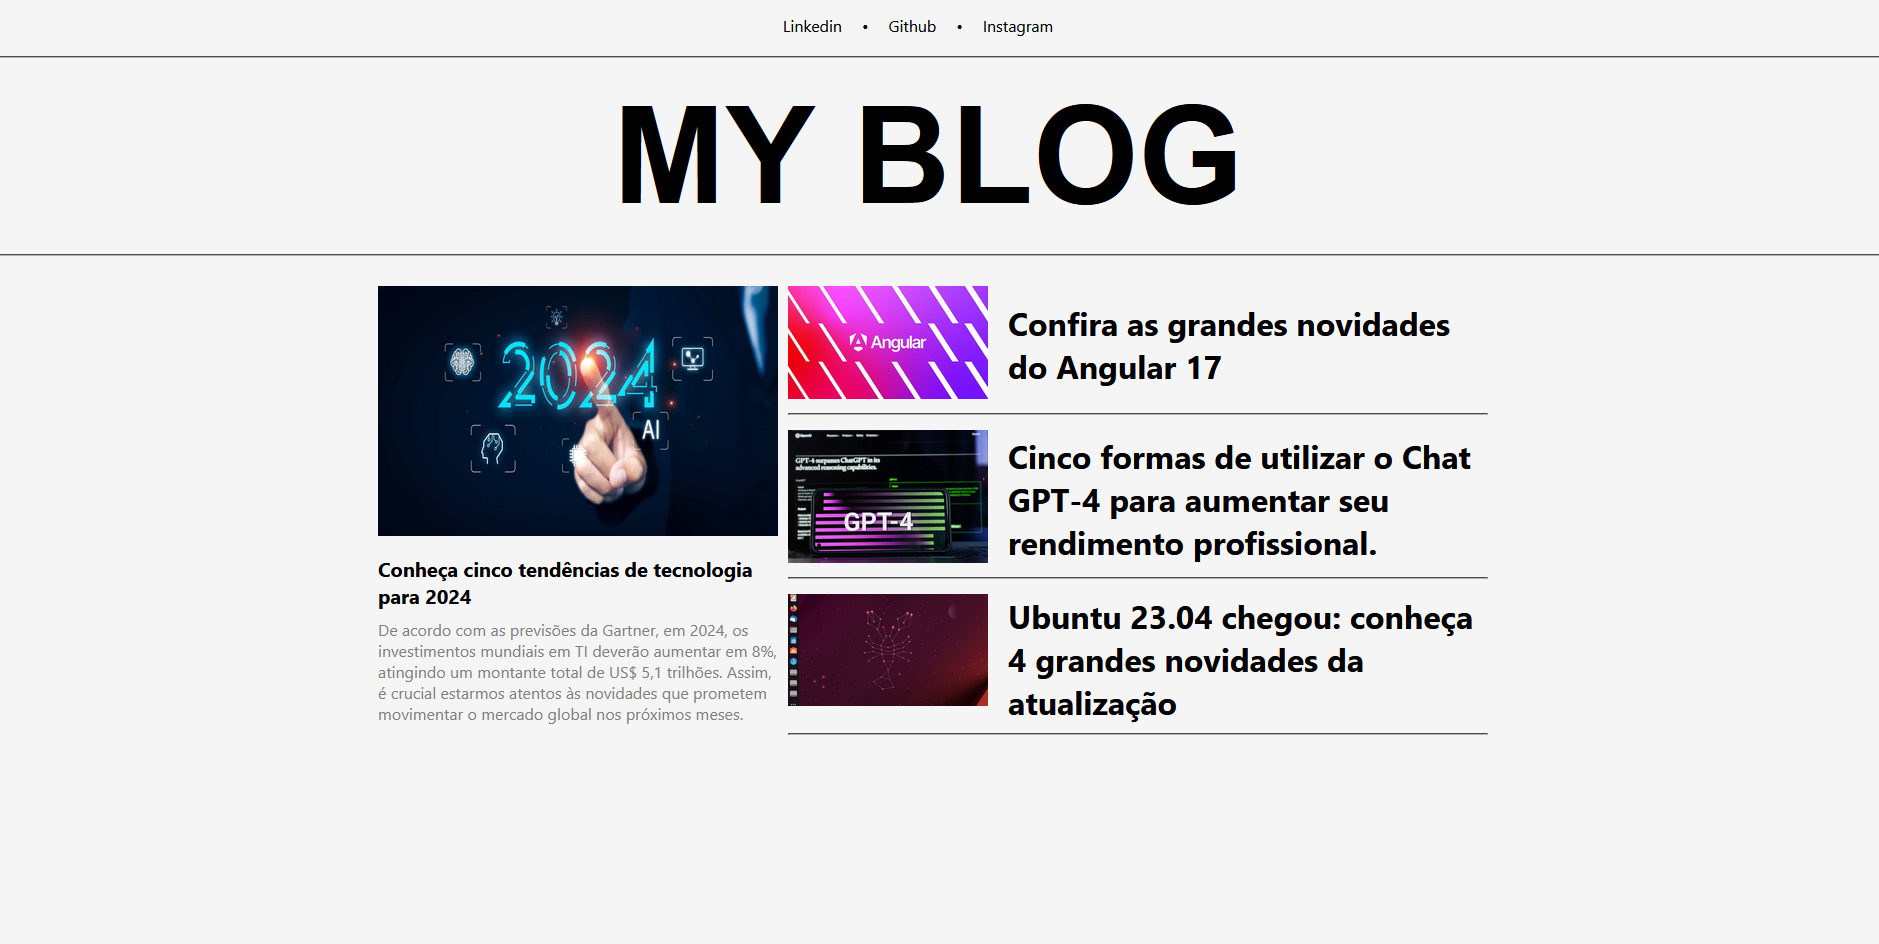 Linkedin • Github • Instagram
MY BLOG
2024
AI
Conheça cinco tendências de tecnologia
para 2024
De acordo com as previsões da Gartner, em 2024, os
investimentos mundiais em TI deverão aumentar em 8%,
atingindo um montante total de US$ 5,1 trilhões. Assim,
é crucial estarmos atentos às novidades que prometem
movimentar o mercado global nos próximos meses.
Angular
Confira as grandes novidades
do Angular 17
GPT-4 surpasses ChatGPT in its
advanced reasoning capabilities.
GPT-4
Cinco formas de utilizar o Chat
GPT-4 para aumentar seu
rendimento profissional.
Ubuntu 23.04 chegou: conheça
4 grandes novidades da
atualização